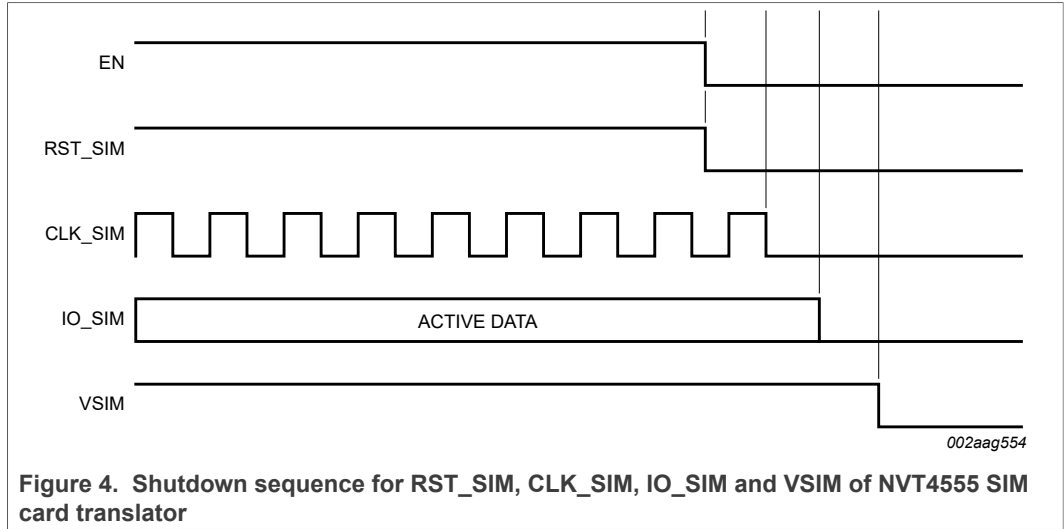 EN
RST_SIM
CLK_SIM
IO_SIM
ACTIVE DATA
VSIM
002aag554
Figure 4. Shutdown sequence for RST_SIM, CLK_SIM, IO_SIM and VSIM of NVT4555 SIM
card translator